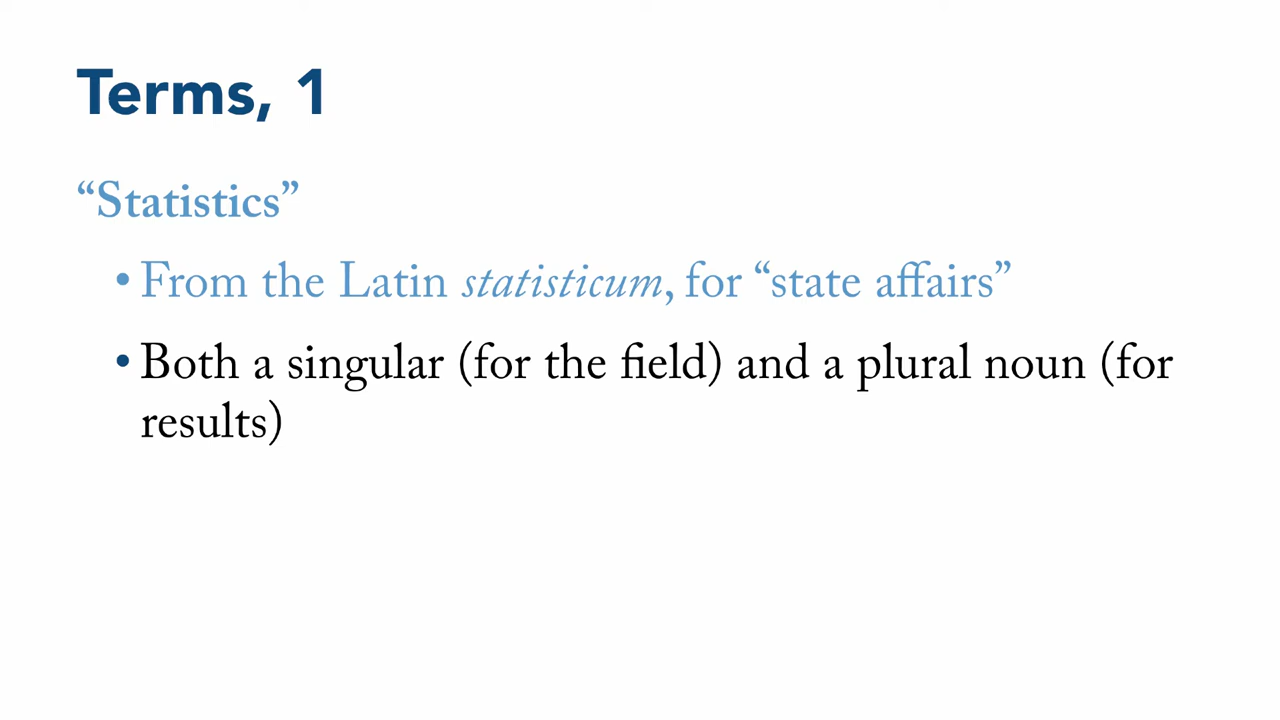 Terms, 1
“Statistics”
• From the Latin statisticum, for “state affairs”
• Both a singular (for the field) and a plural noun (for
results)